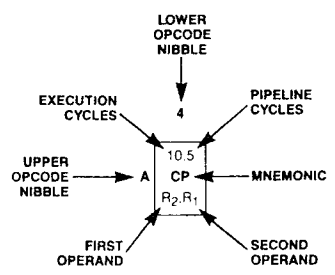 LOWER
OPCODE
NIBBLE
EXECUTION
CYCLES
PIPELINE
CYCLES
4
10.5
UPPER
OPCODE
NIBBLE
A
CP
MNEMONIC
R2.R1
FIRST
OPERAND
SECOND
OPERAND